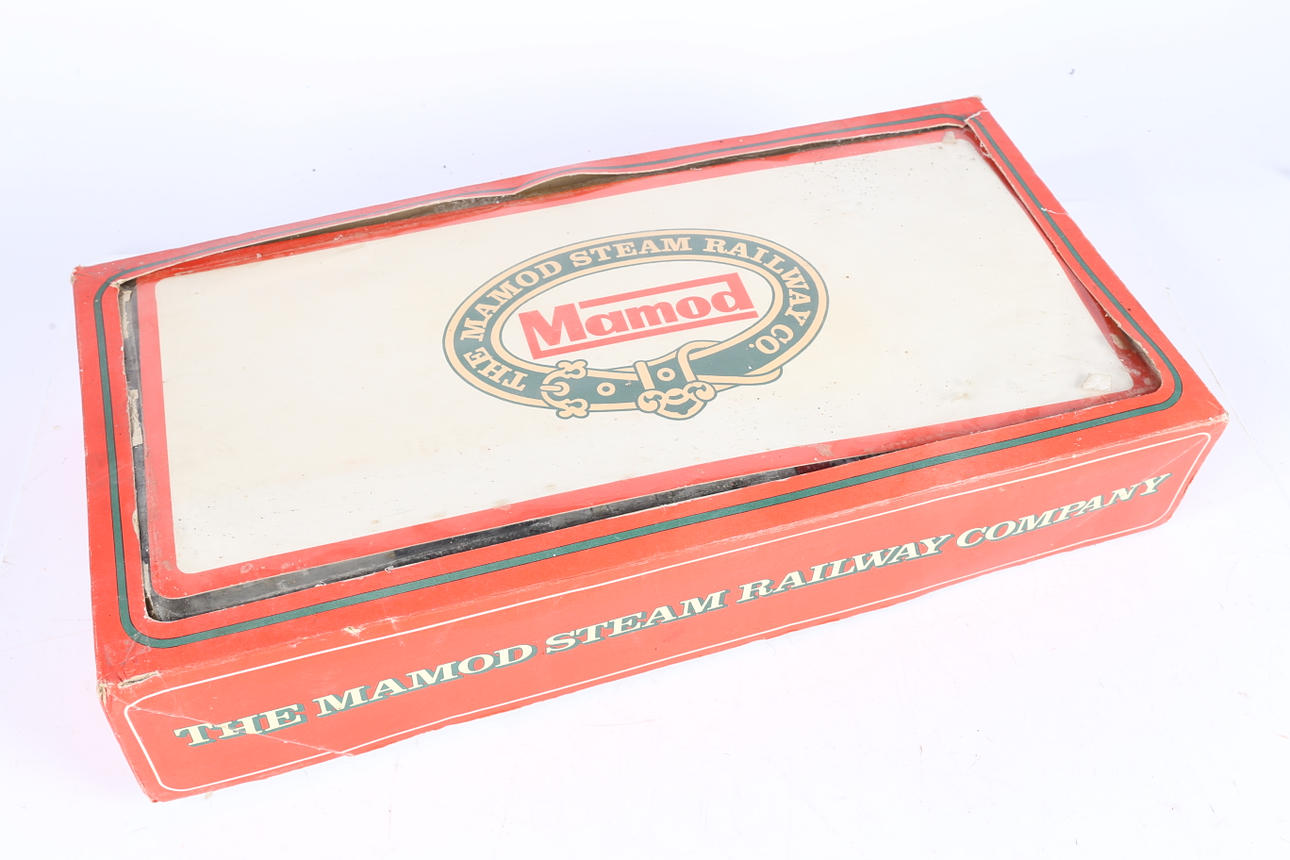 THE MAMOD STEAM RAILWAY CO.
Mamod
THE MAMOD STEAM RAILWAY COMPANY